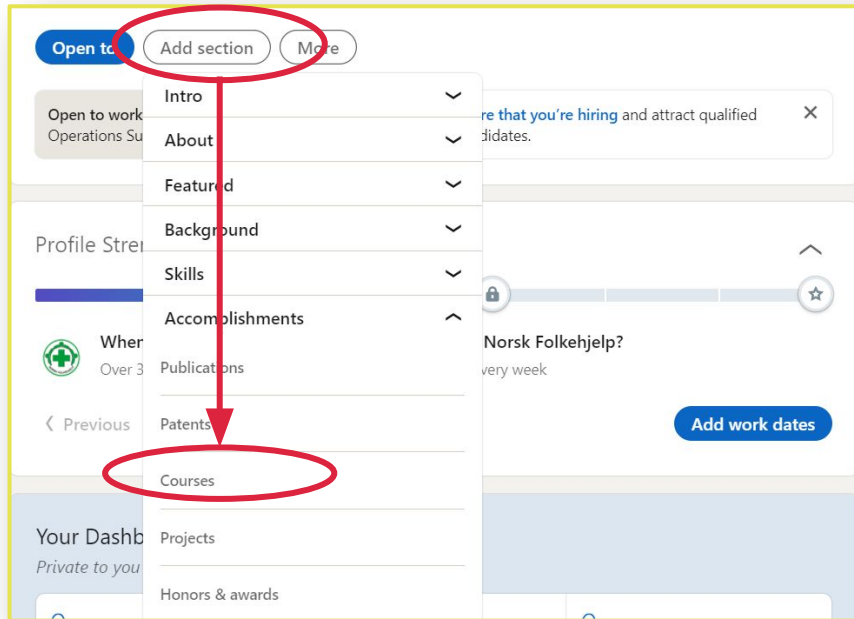 Open to Add section More
Intro
Open to work re that you're hiring and attract qualified
Operations Su didates.
About
Featured
Background
Profile Stre
Skills
Accomplishments
When Norsk Folkehjelp?
Over 3 very week
Publications
Previous Patents Add work dates
Courses
Your Dashb Projects
Private to you
Honors & awards